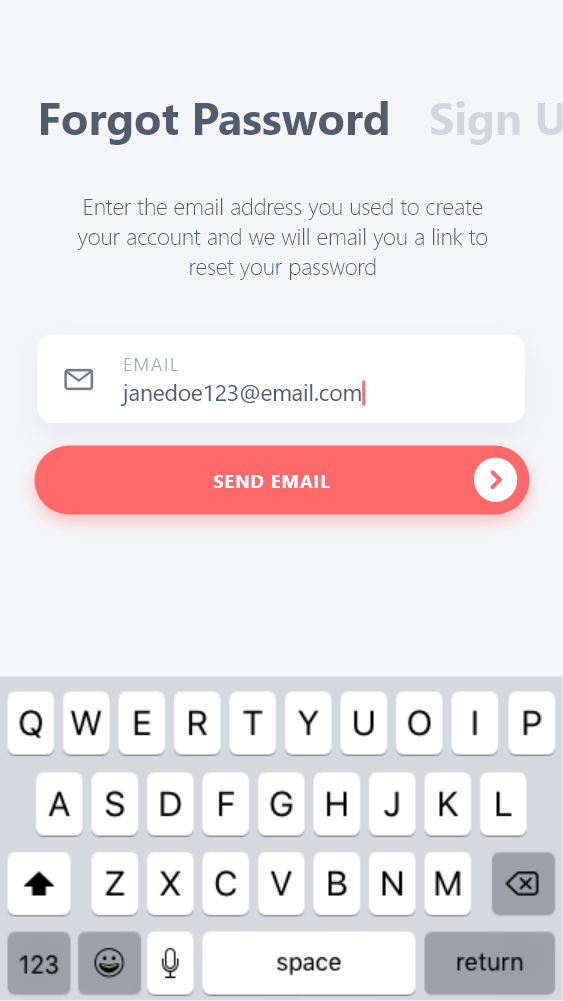 Forgot Password Sign U
Enter the email address you used to create
your account and we will email you a link to
reset your password
EMAIL
janedoe123@email.com
SEND EMAIL
Q W E R T Y U O I P
A S D F G H J K L
Z X C V B N M
123 space return